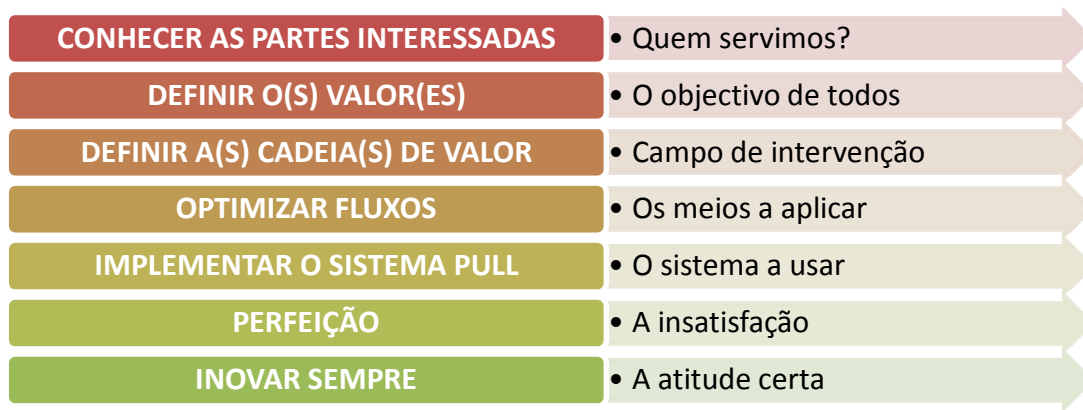 CONHECER AS PARTES INTERESSADAS • Quem servimos?
DEFINIR O(S) VALOR(ES) • O objectivo de todos
DEFINIR A(S) CADEIA(S) DE VALOR • Campo de intervenção
OPTIMIZAR FLUXOS • Os meios a aplicar
IMPLEMENTAR O SISTEMA PULL • O sistema a usar
PERFEIÇÃO • A insatisfação
INOVAR SEMPRE • A atitude certa